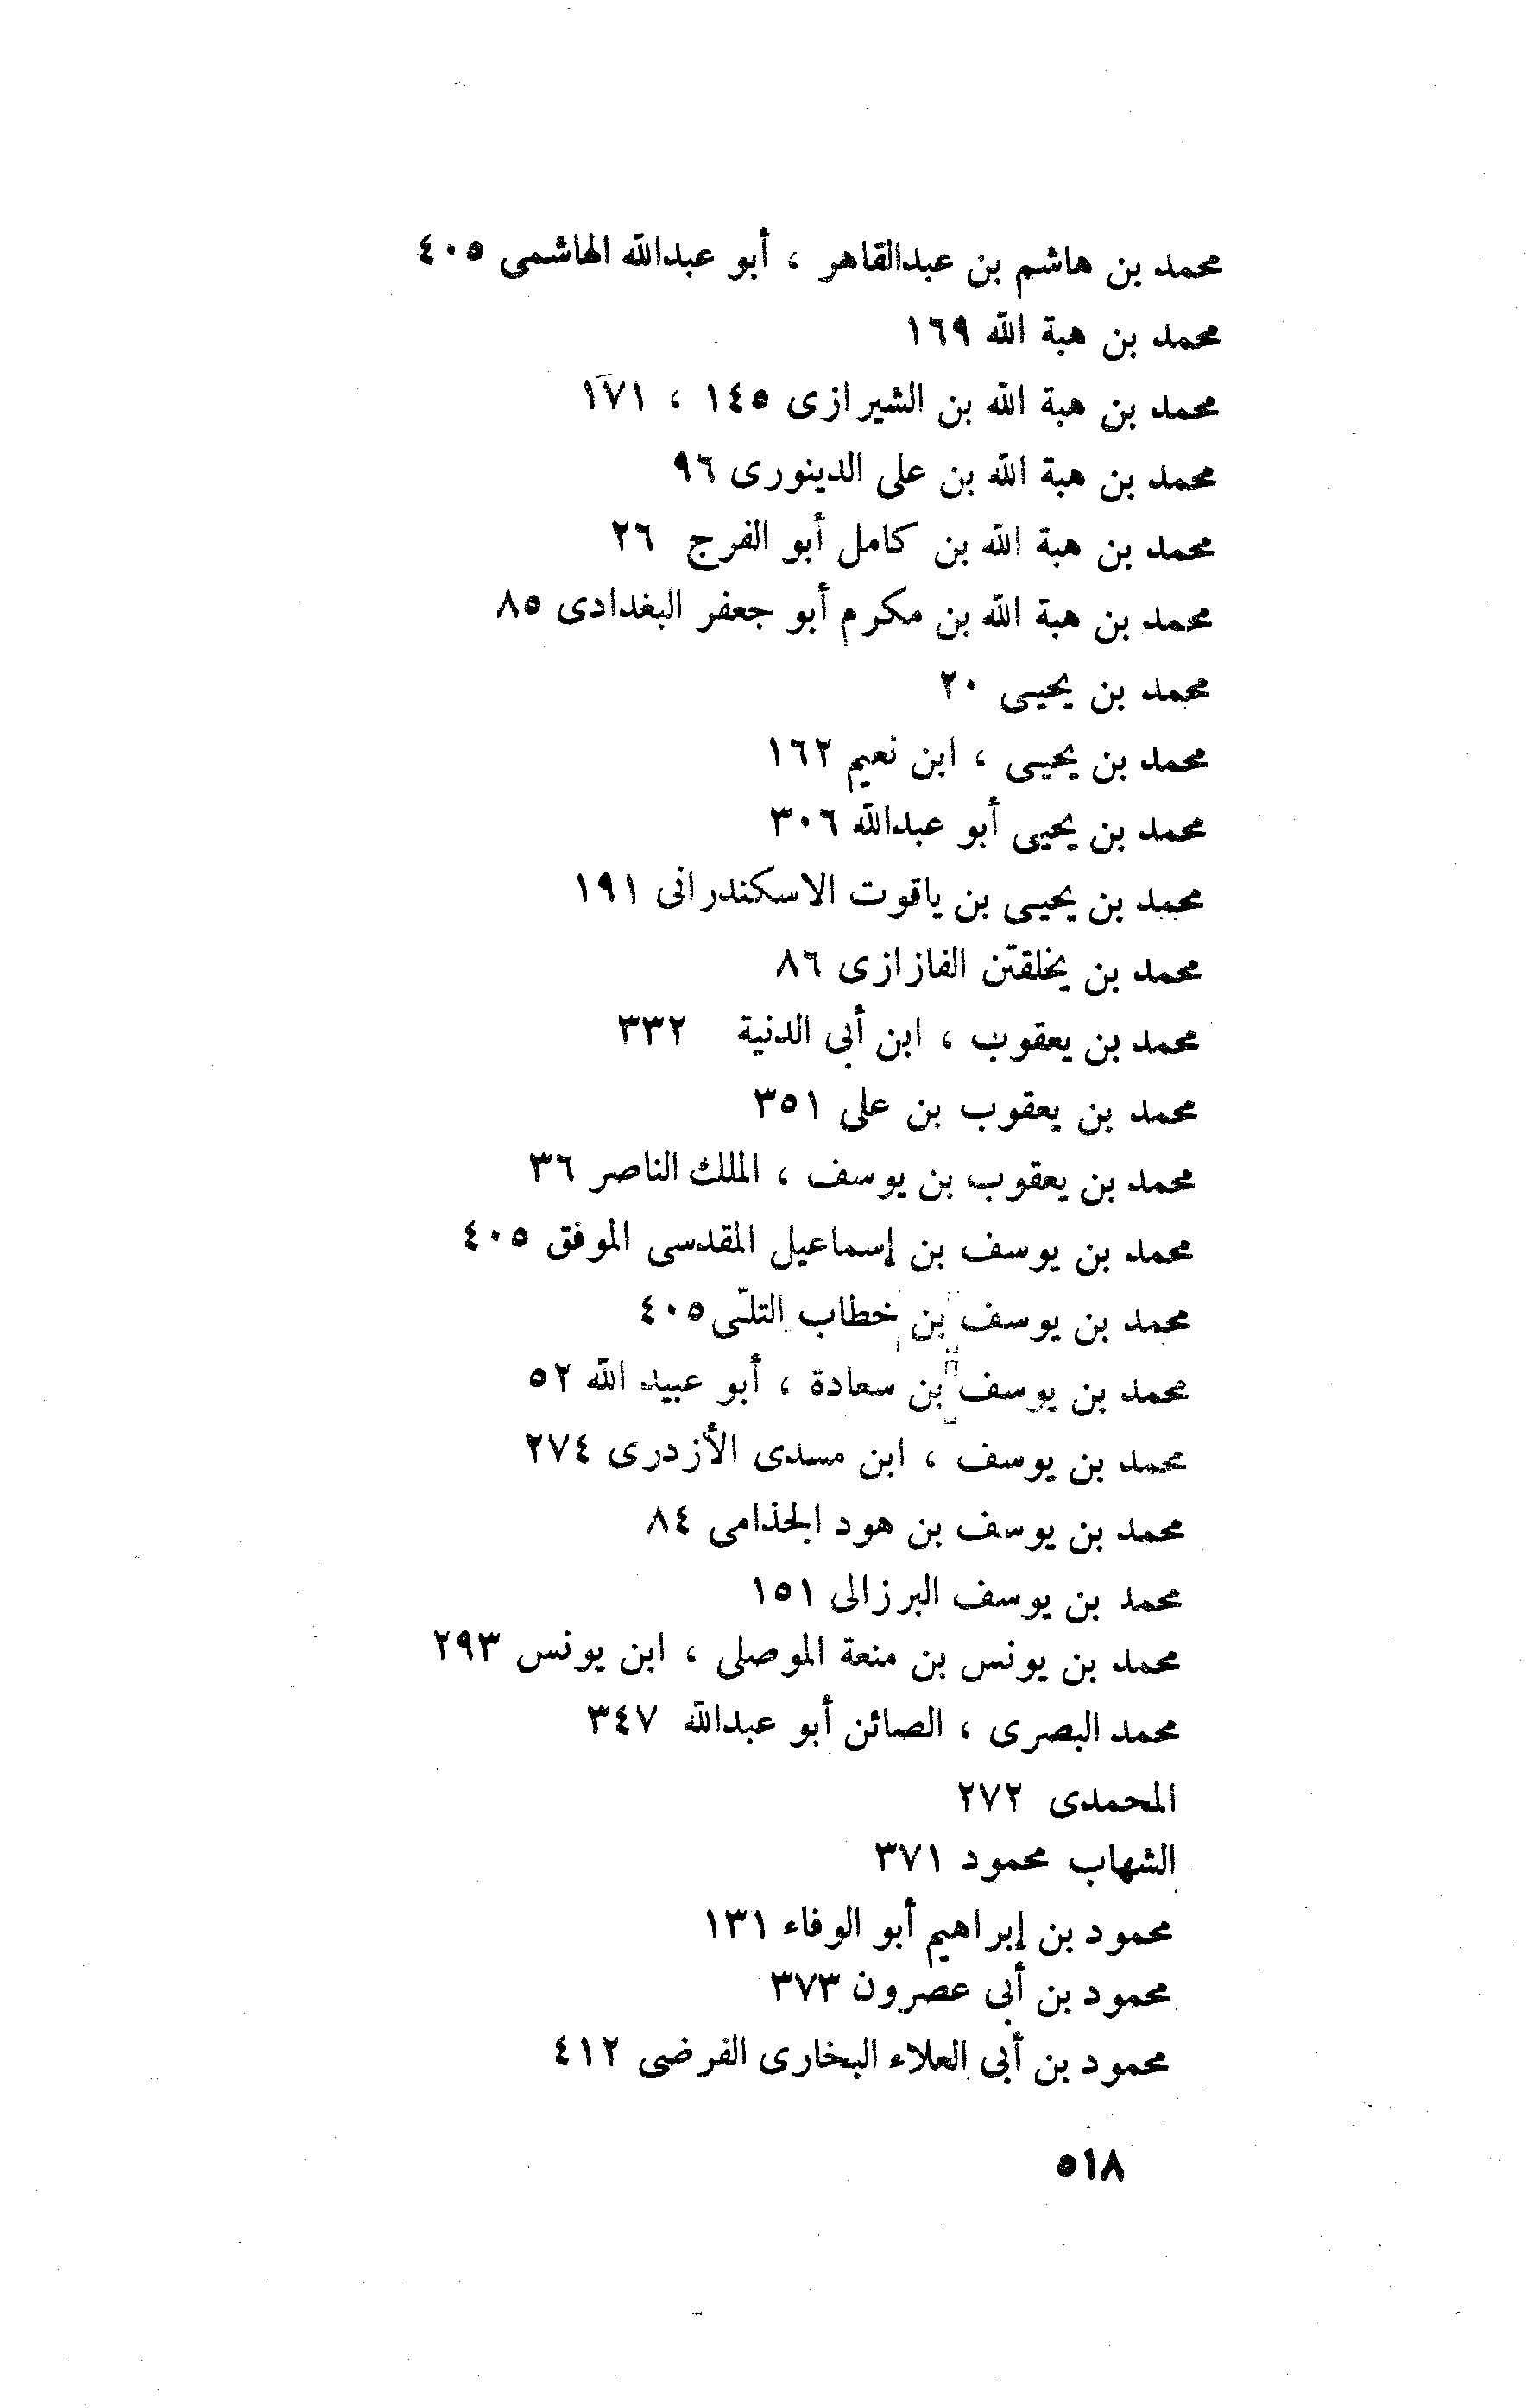 محمد بن هاشم بن عبدالقاهر ، أبو عبدالله الهاشمى ٤٠٥
محمد بن هبة الله ١٦٩
محمد بن هبة الله بن الشيرازى ١٤٥ ، ١٧١
محمد بن هبة الله بن على الدينورى ٩٦
محمد بن هبة الله بن كامل أبو الفرج ٢٦
محمد بن هبة الله بن مكرم أبو جعفر البغدادى ٨٥
محمد بن يحيى ٢٠
محمد بن يحيى ، ابن نعيم ١٦٢
محمد بن يحيى أبو عبدالله ٣٠٦
محمد بن يحيى بن ياقوت الاسكندرانى ١٩١
محمد بن يخلقتن الفازازى ٨٦
محمد بن يعقوب ، ابن أبى الدنية ٣٣٢
محمد بن يعقوب بن على ٣٥١
محمد بن يعقوب بن يوسف ، الملك الناصر ٣٦
محمد بن يوسف بن إسماعيل المقدسى الموفق ٤٠٥
محمد بن يوسف بن خطاب التلّى ٤٠٥
محمد بن يوسف بن سعادة ، أبو عبيد الله ٥٢
محمد بن يوسف ، ابن مسدى الأزدرى ٢٧٤
محمد بن يوسف بن هود الجذامى ٨٤
محمد بن يوسف البرزالى ١٥١
محمد بن يونس بن منعة الموصلى ، ابن يونس ٢٩٣
محمد البصرى ، الصائن أبو عبدالله ٣٤٧
المحمدى ٢٧٢
الشهاب محمود ٣٧١
محمود بن إبراهيم أبو الوفاء ١٣١
محمود بن أبى عصرون ٣٧٣
محمود بن أبى العلاء البخارى الفرضى ٤١٢
٥١٨